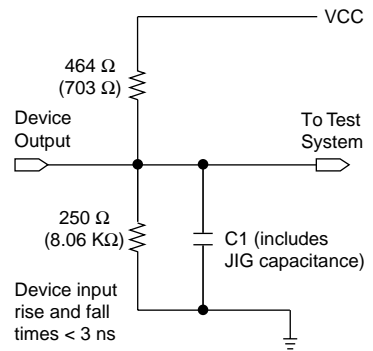 VCC
464 Ω
(703 Ω)
Device
Output
To Test
System
250 Ω
(8.06 KΩ)
C1 (includes
JIG capacitance)
Device input
rise and fall
times < 3 ns